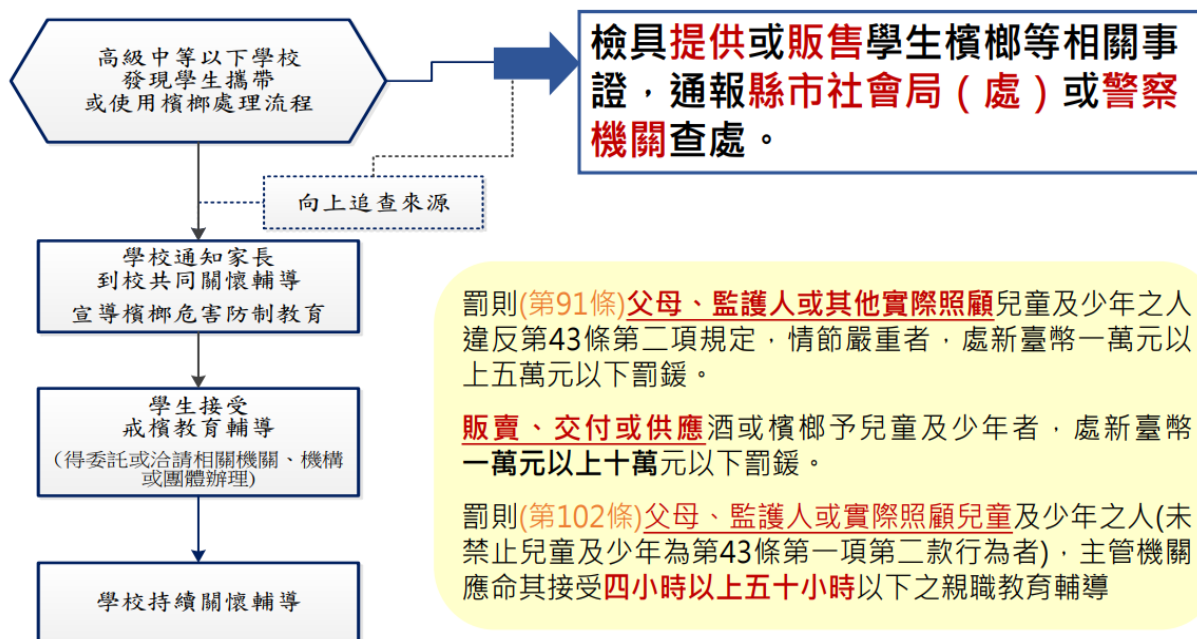 高級中等以下學校
發現學生攜帶
或使用檳榔處理流程
檢具提供或販售學生檳榔等相關事
證，通報縣市社會局（處）或警察
機關查處。
向上追查來源
學校通知家長
到校共同關懷輔導
宣導檳榔危害防制教育
學生接受
戒檳教育輔導
（得委託或洽請相關機關、機構
或團體辦理)
學校持續關懷輔導
罰則(第91條)父母、監護人或其他實際照顧兒童及少年之人
違反第43條第二項規定，情節嚴重者，處新臺幣一萬元以
上五萬元以下罰鍰。
販賣、交付或供應酒或檳榔予兒童及少年者，處新臺幣
一萬元以上十萬元以下罰鍰。
罰則(第102條)父母、監護人或實際照顧兒童及少年之人(未
禁止兒童及少年為第43條第一項第二款行為者)，主管機關
應命其接受四小時以上五十小時以下之親職教育輔導